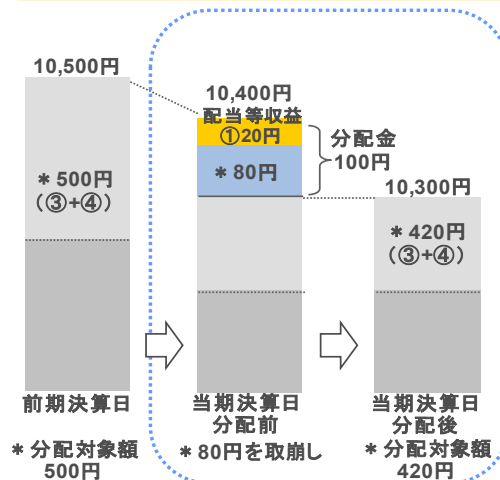 10,500円
＊500円
（③+④）
前期決算日
＊分配対象額
500円
10,400円
配当等収益
①20円
＊80円
分配金
100円
当期決算日
分配前
＊80円を取崩し
10,300円
＊420円
（③+④）
当期決算日
分配後
＊分配対象額
420円